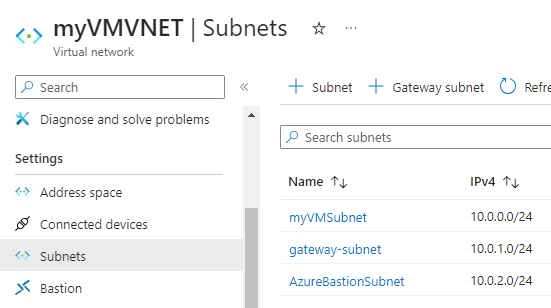 myVMVNET | Subnets
Virtual network
Search
Diagnose and solve problems
Settings
Address space
Connected devices
Subnets
Bastion
+ Subnet + Gateway subnet Refre
Search subnets
Name IPv4
myVMSubnet 10.0.0.0/24
gateway-subnet 10.0.1.0/24
AzureBastionSubnet 10.0.2.0/24